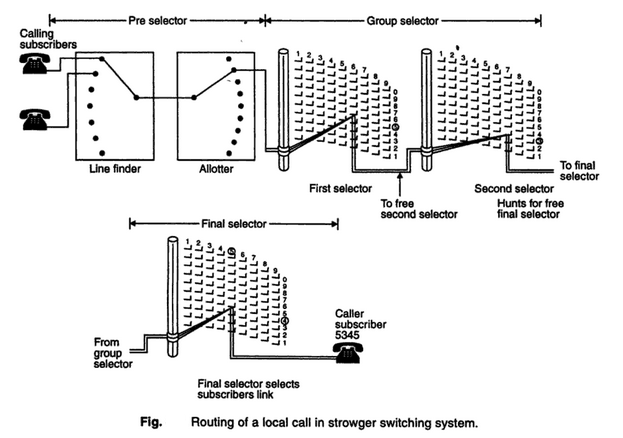 Pre selector
Group selector
Calling
subscribers
1 2 3 4 5 6 7 8 9
0
9
8
7
6
5
4
3
2
1
1 2 3 4 5 6 7 8 9
0
9
8
7
6
5
4
3
2
1
Line finder
Allotter
First selector
To free
second selector
Second selector
Hunts for free
final selector
To final
selector
Final selector
1 2 3 4 5 6 7 8 9
0
9
8
7
6
5
4
3
2
1
From
group
selector
Caller
subscriber
5345
Final selector selects
subscribers link
Fig. Routing of a local call in strowger switching system.